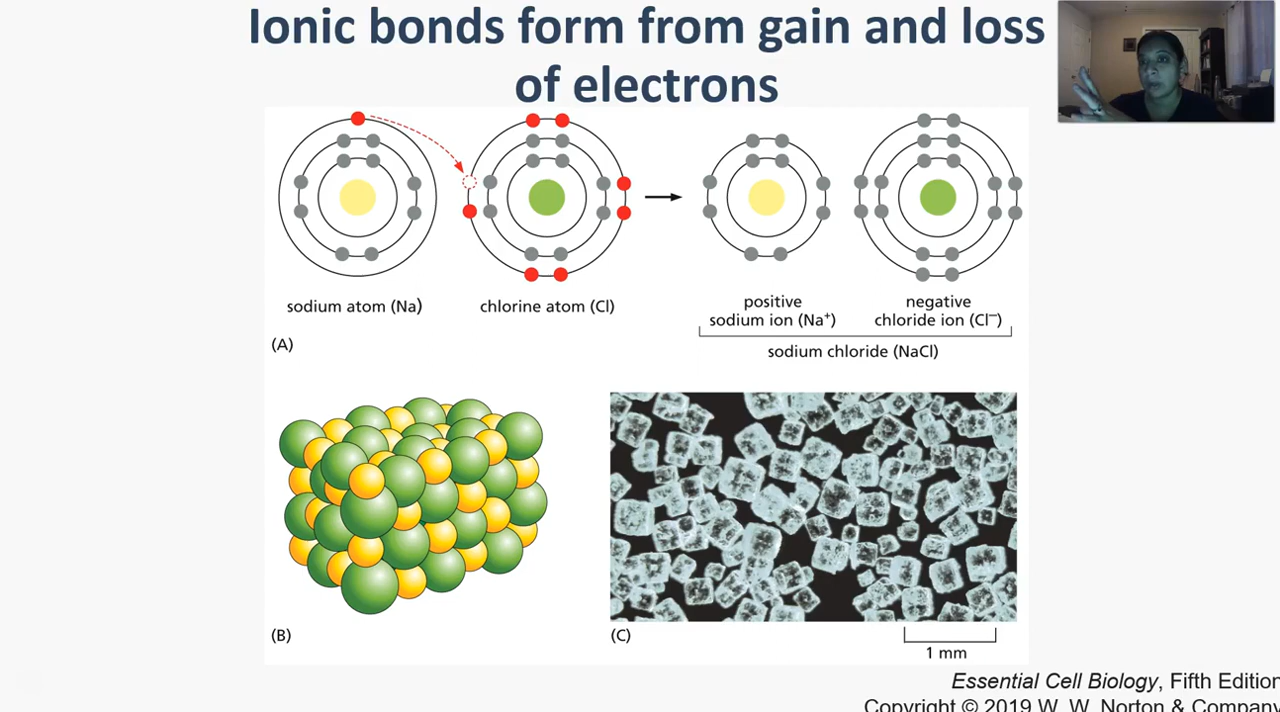 Ionic bonds form from gain and loss
of electrons
sodium atom (Na)
chlorine atom (Cl)
positive
sodium ion (Na⁺)
negative
chloride ion (Cl⁻)
sodium chloride (NaCl)
(A)
(B)
(C)
1 mm
Essential Cell Biology, Fifth Edition
Copyright © 2019 W. W. Norton & Company